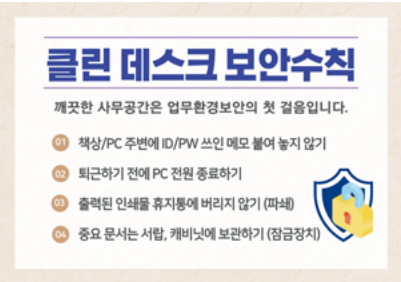 클린 데스크 보안수칙
깨끗한 사무공간은 업무환경보안의 첫 걸음입니다.
01 책상/PC 주변에 ID/PW 쓰인 메모 붙여 놓지 않기
02 퇴근하기 전에 PC 전원 종료하기
03 출력된 인쇄물 휴지통에 버리지 않기 (파쇄)
04 중요 문서는 서랍, 캐비닛에 보관하기 (잠금장치)